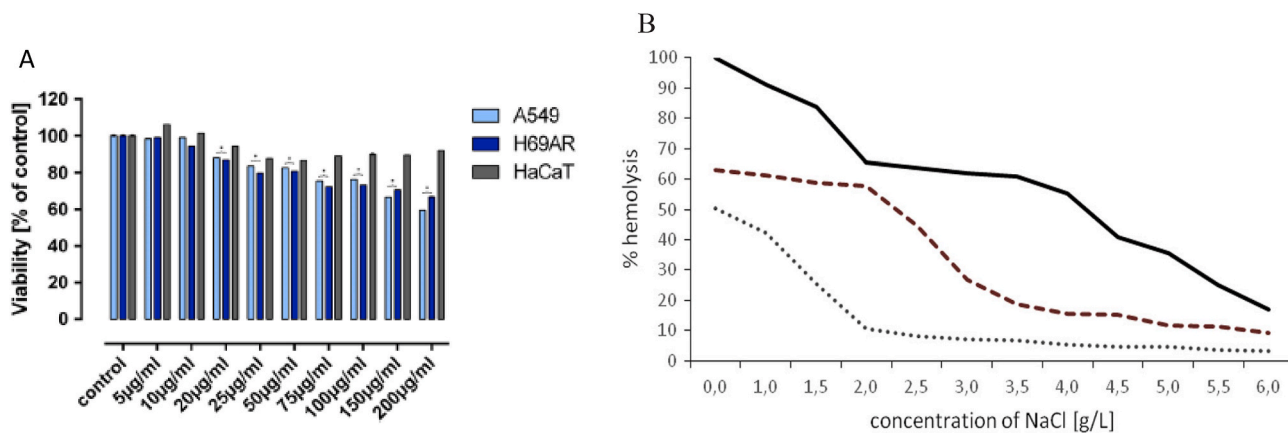 A
Viability [% of control]
120
100
80
60
40
20
0
A549
H69AR
HaCaT
control
5µg/ml
10µg/ml
20µg/ml
25µg/ml
50µg/ml
75µg/ml
100µg/ml
150µg/ml
200µg/ml
B
% hemolysis
100
90
80
70
60
50
40
30
20
10
0
0,0 1,0 1,5 2,0 2,5 3,0 3,5 4,0 4,5 5,0 5,5 6,0
concentration of NaCl [g/L]